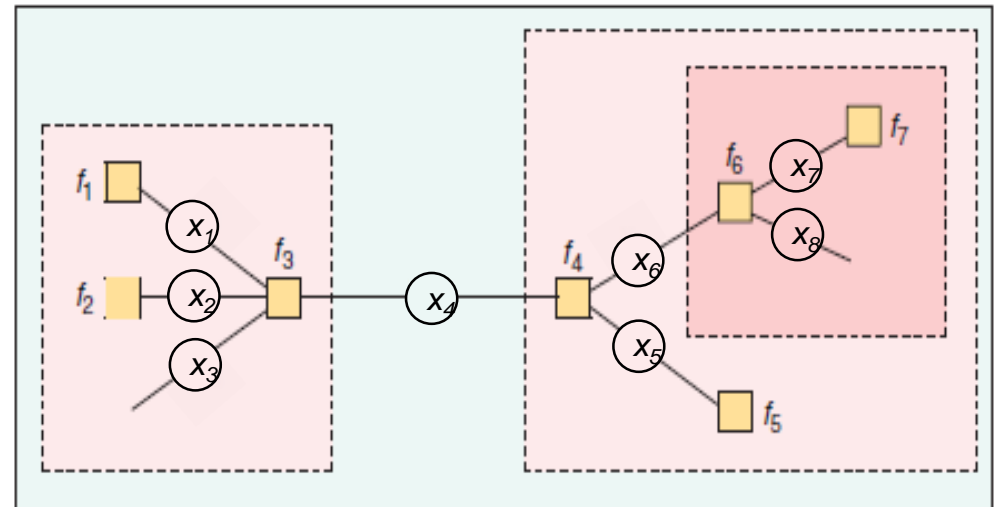 f₁
x₁
f₂
x₂
x₃
f₃
x₄
f₄
x₆
x₅
f₅
f₆
x₇
f₇
x₈